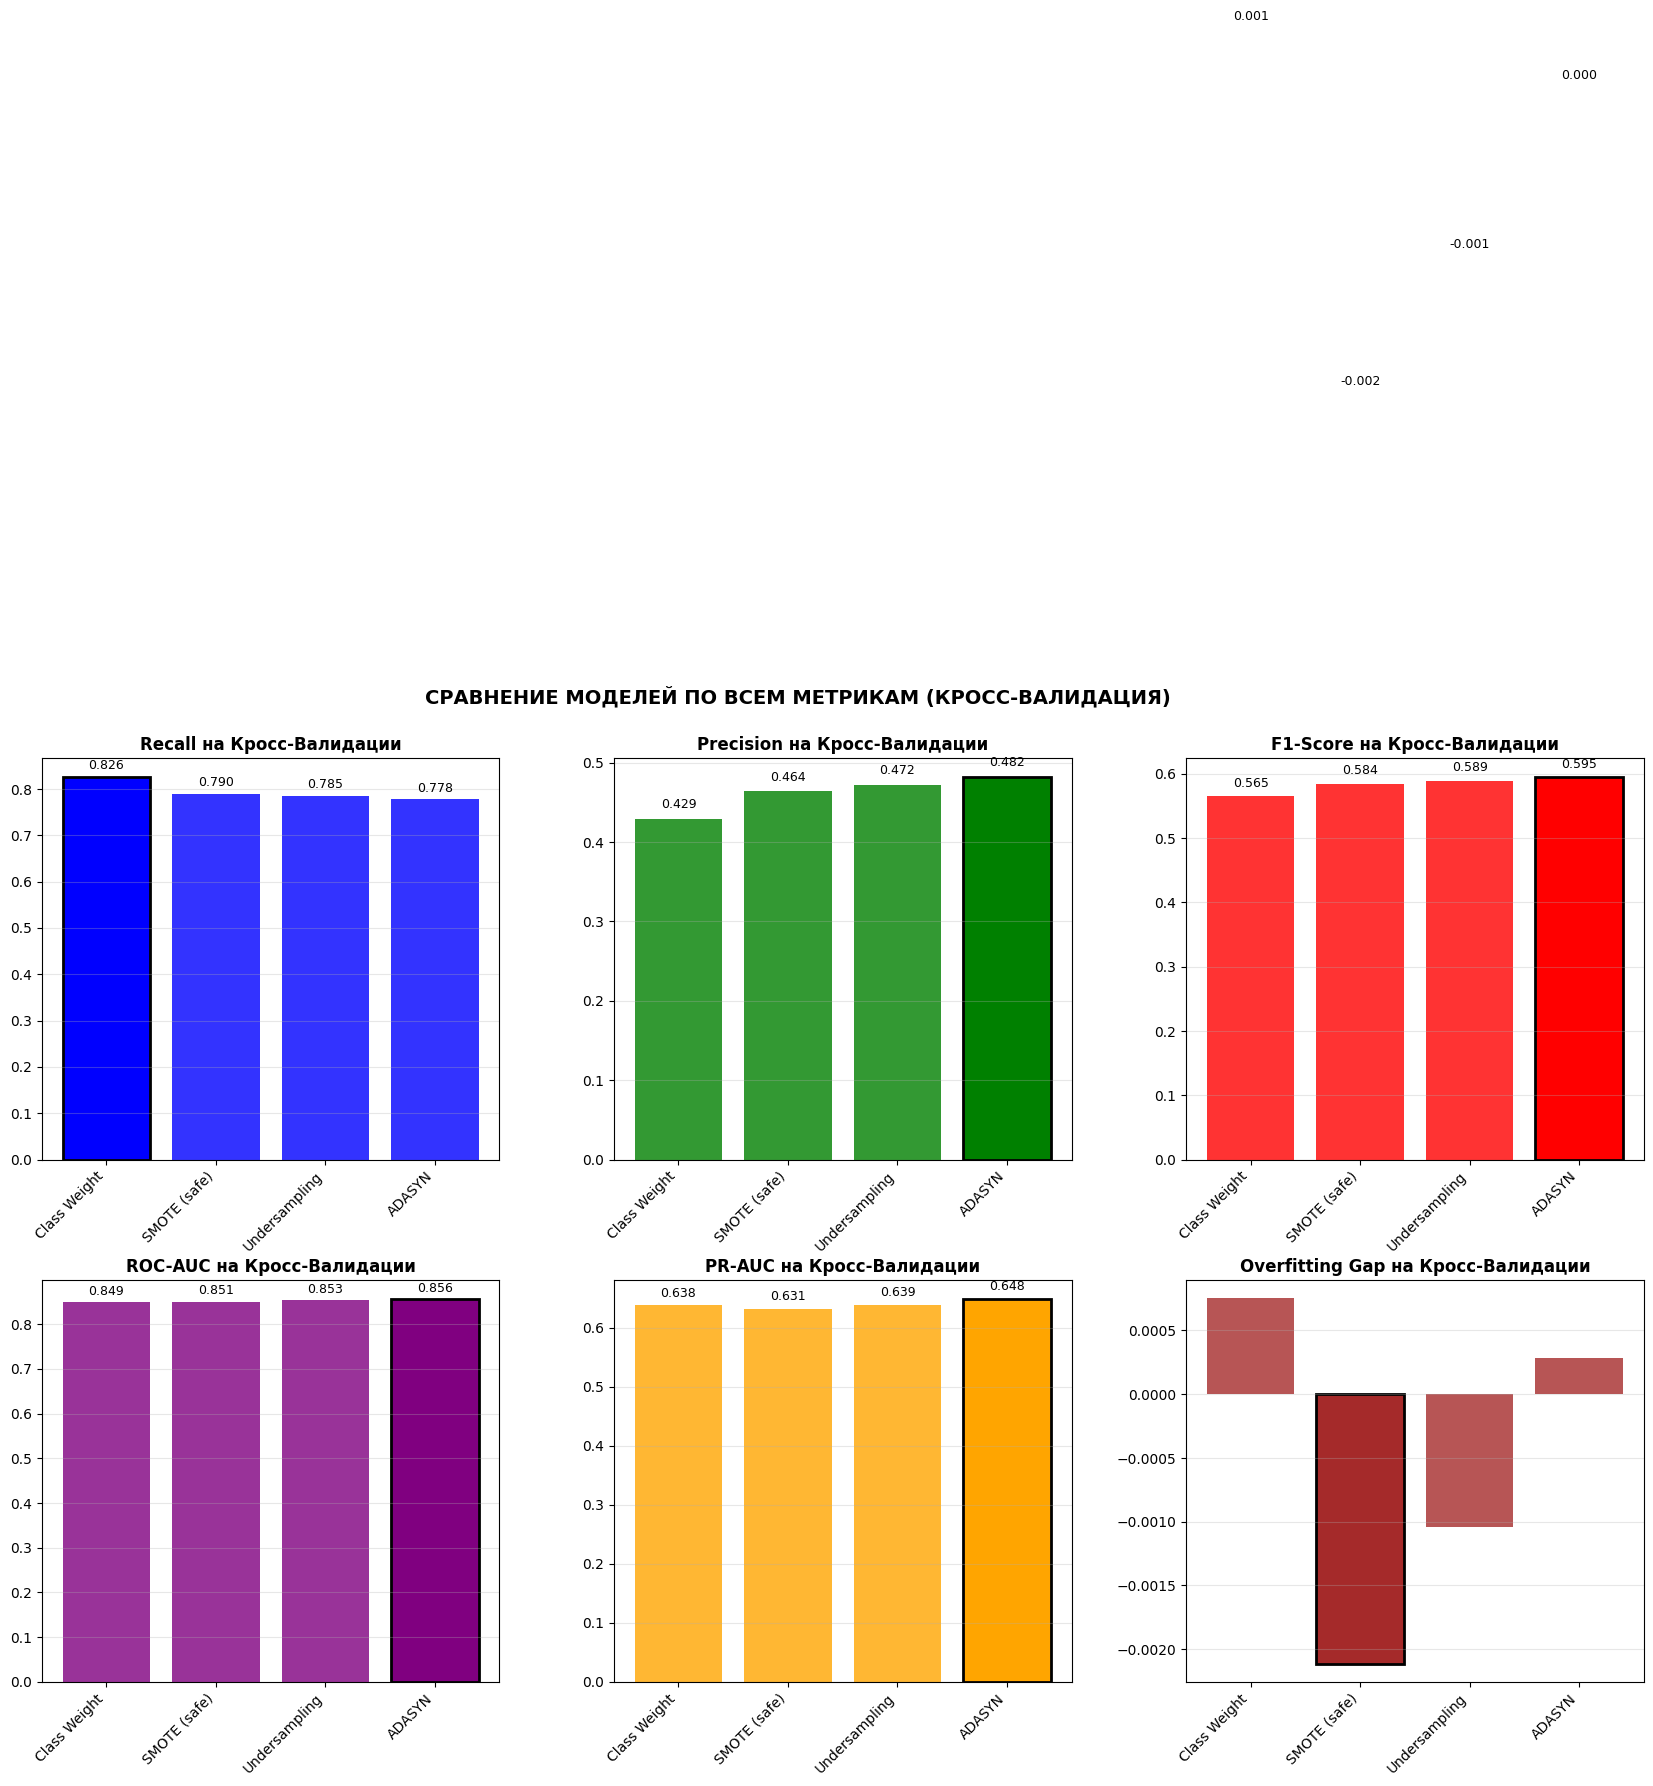 0.001
0.000
-0.001
-0.002
СРАВНЕНИЕ МОДЕЛЕЙ ПО ВСЕМ МЕТРИКАМ (КРОСС-ВАЛИДАЦИЯ)
Recall на Кросс-Валидации
0.826
0.790
0.785
0.778
0.8
0.7
0.6
0.5
0.4
0.3
0.2
0.1
0.0
Class Weight
SMOTE (safe)
Undersampling
ADASYN
Precision на Кросс-Валидации
0.429
0.464
0.472
0.482
0.5
0.4
0.3
0.2
0.1
0.0
Class Weight
SMOTE (safe)
Undersampling
ADASYN
F1-Score на Кросс-Валидации
0.565
0.584
0.589
0.595
0.6
0.5
0.4
0.3
0.2
0.1
0.0
Class Weight
SMOTE (safe)
Undersampling
ADASYN
ROC-AUC на Кросс-Валидации
0.849
0.851
0.853
0.856
0.8
0.7
0.6
0.5
0.4
0.3
0.2
0.1
0.0
Class Weight
SMOTE (safe)
Undersampling
ADASYN
PR-AUC на Кросс-Валидации
0.638
0.631
0.639
0.648
0.6
0.5
0.4
0.3
0.2
0.1
0.0
Class Weight
SMOTE (safe)
Undersampling
ADASYN
Overfitting Gap на Кросс-Валидации
0.0005
0.0000
−0.0005
−0.0010
−0.0015
−0.0020
Class Weight
SMOTE (safe)
Undersampling
ADASYN